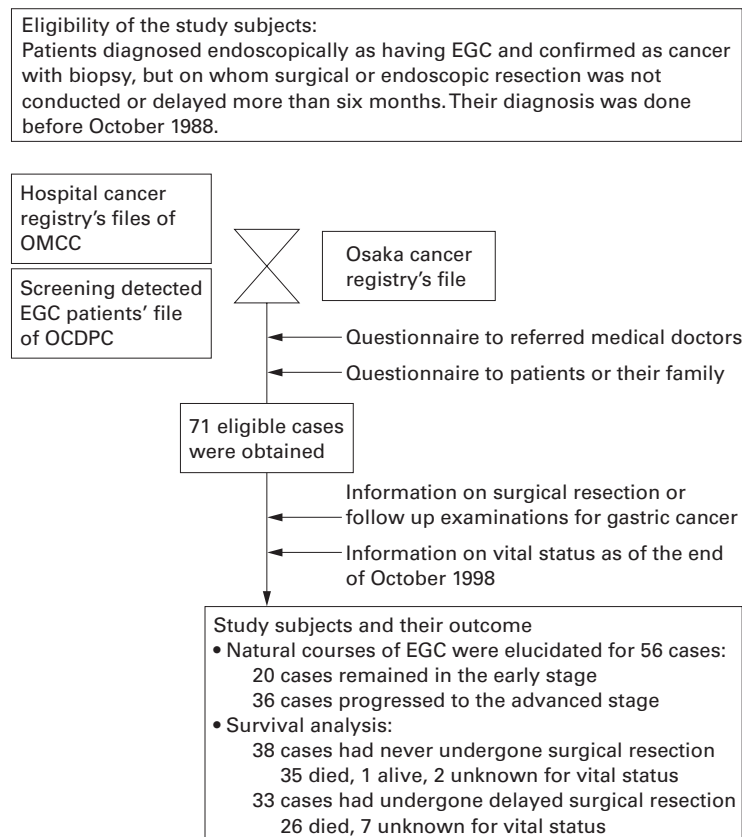 Eligibility of the study subjects:
Patients diagnosed endoscopically as having EGC and confirmed as cancer
with biopsy, but on whom surgical or endoscopic resection was not
conducted or delayed more than six months. Their diagnosis was done
before October 1988.
Hospital cancer
registry's files of
OMCC
Screening detected
EGC patients' file
of OCDPC
Osaka cancer
registry's file
Questionnaire to referred medical doctors
Questionnaire to patients or their family
71 eligible cases
were obtained
Information on surgical resection or
follow up examinations for gastric cancer
Information on vital status as of the end
of October 1998
Study subjects and their outcome
• Natural courses of EGC were elucidated for 56 cases:
20 cases remained in the early stage
36 cases progressed to the advanced stage
• Survival analysis:
38 cases had never undergone surgical resection
35 died, 1 alive, 2 unknown for vital status
33 cases had undergone delayed surgical resection
26 died, 7 unknown for vital status